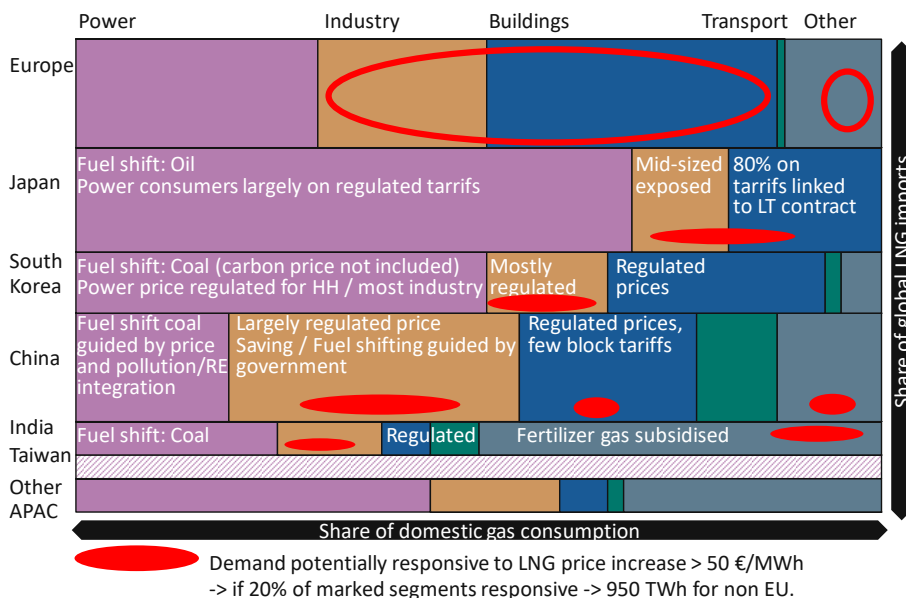 Power Industry Buildings Transport Other
Europe
Japan
Fuel shift: Oil
Power consumers largely on regulated tarrifs
Mid-sized
exposed
80% on
tarrifs linked
to LT contract
South
Korea
Fuel shift: Coal (carbon price not included)
Power price regulated for HH / most industry
Mostly
regulated
Regulated
prices
China
Fuel shift coal
guided by price
and pollution/RE
integration
Largely regulated price
Saving / Fuel shifting guided by
government
Regulated prices,
few block tariffs
India
Fuel shift: Coal
Regulated
Fertilizer gas subsidised
Taiwan
Other
APAC
Share of global LNG imports
Share of domestic gas consumption
Demand potentially responsive to LNG price increase > 50 €/MWh
-> if 20% of marked segments responsive -> 950 TWh for non EU.